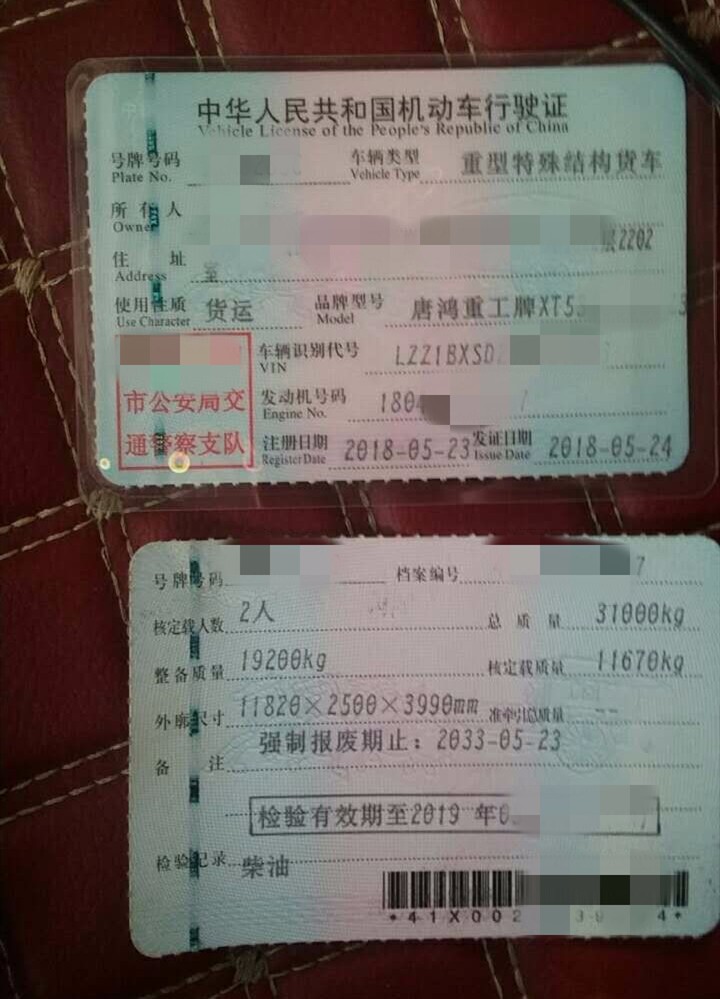 中华人民共和国机动车行驶证
Vehicle License of the People's Republic of China
号牌号码 车辆类型 重型特殊结构货车
Plate No. Vehicle Type
所有人
Owner
2202
住址
Address 室
使用性质 货运 品牌型号 唐鸿重工牌XT5
Use Character Model
车辆识别代号 LZZ1BXSD
VIN
市公安局交
通警察支队
发动机号码 180
Engine No.
注册日期 2018-05-23 发证日期 2018-05-24
Register Date Issue Date
号牌号码 档案编号 7
核定载人数 2人 总质量 31000kg
整备质量 19200kg 核定载质量 11670kg
外廓尺寸 11820×2500×3990mm 准牵引总质量 --
强制报废期止：2033-05-23
备注
检验有效期至2019年0
检验记录 柴油
*41X002 39 4*